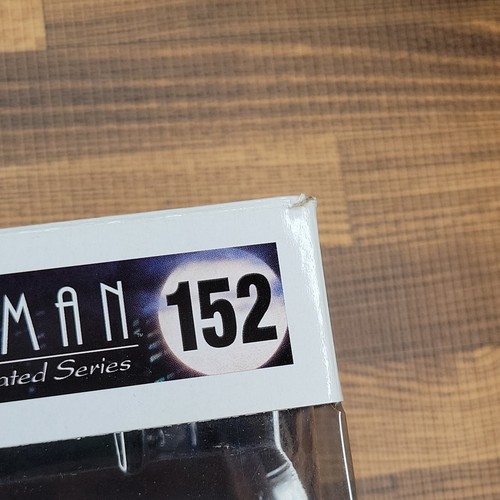 MAN 152
ated Series